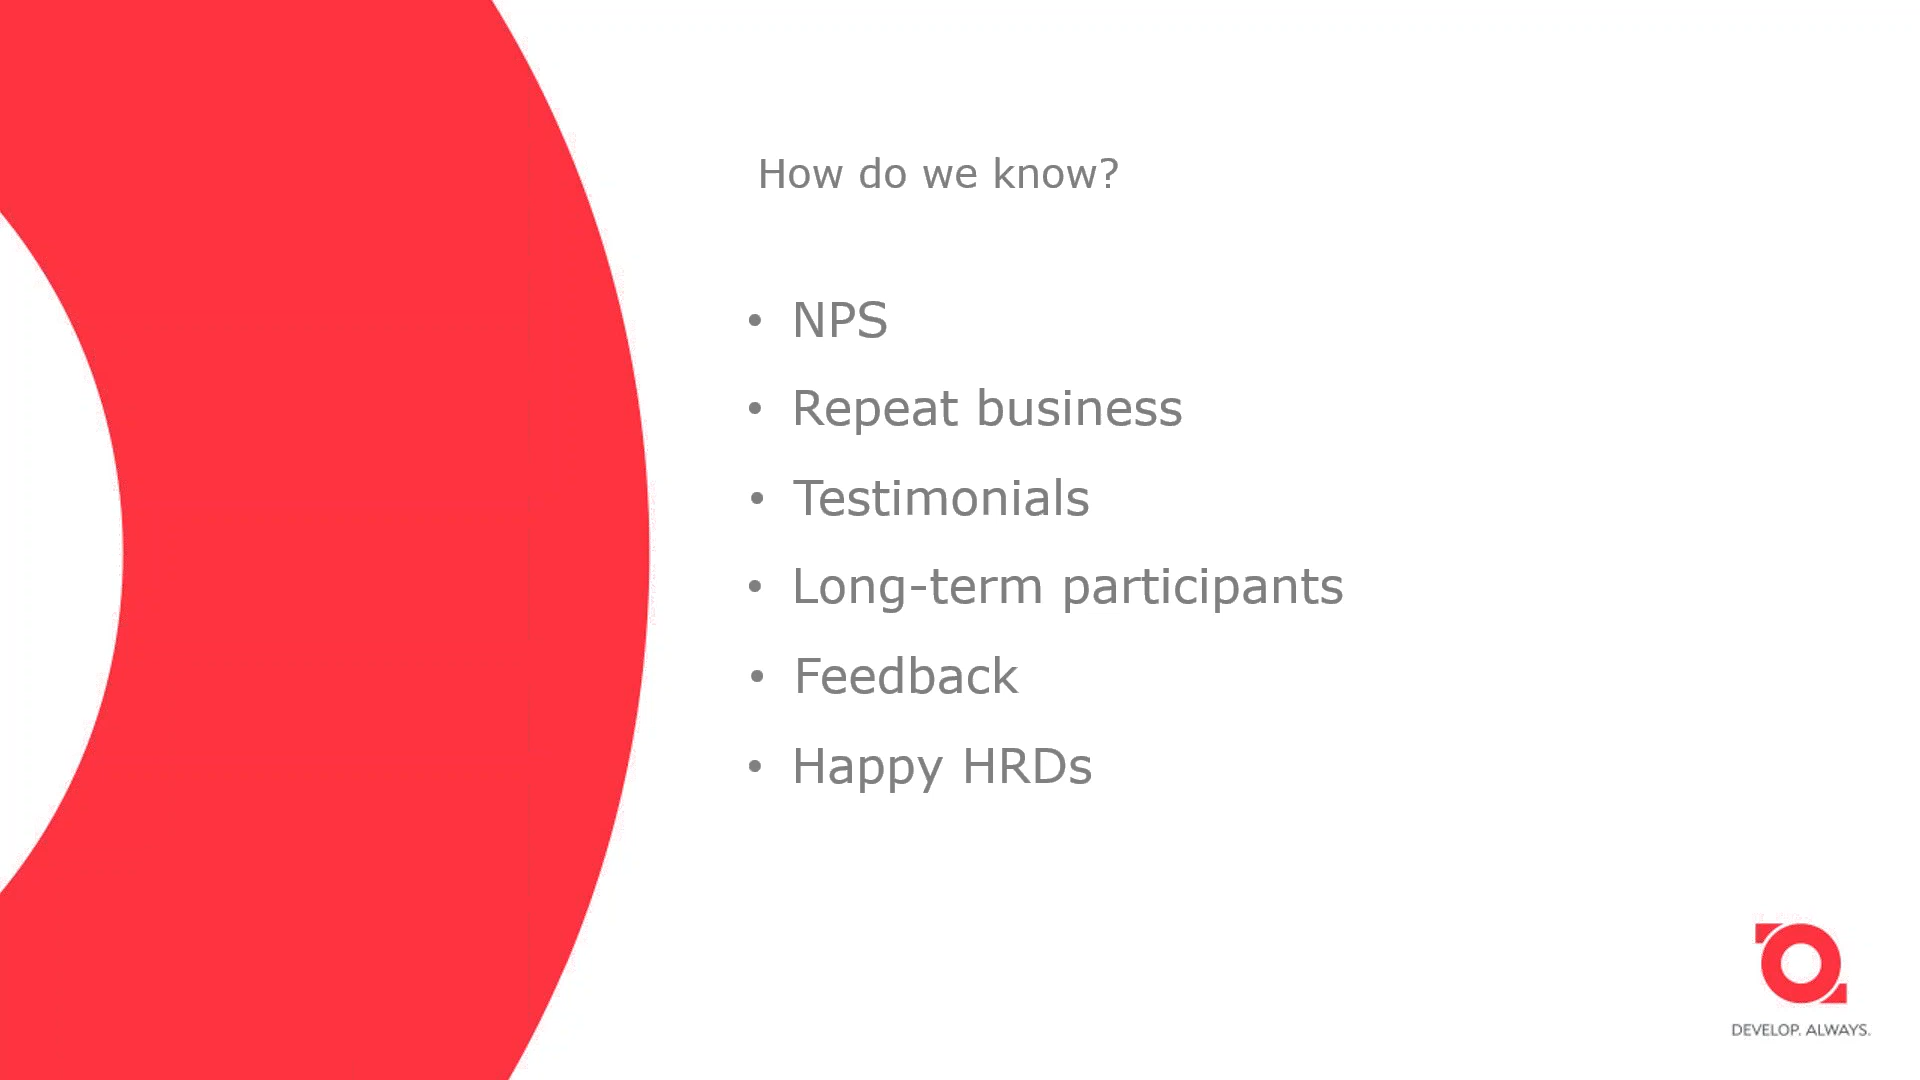 How do we know?
• NPS
• Repeat business
• Testimonials
• Long-term participants
• Feedback
• Happy HRDs
DEVELOP. ALWAYS.